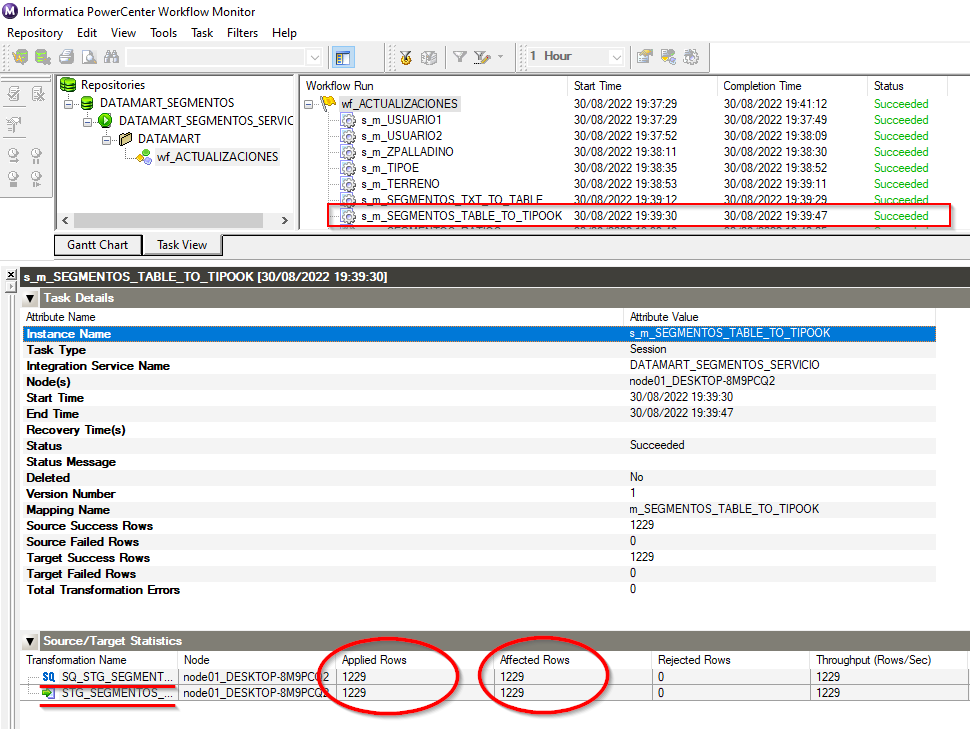 Informatica PowerCenter Workflow Monitor
Repository Edit View Tools Task Filters Help
1 Hour
Repositories
DATAMART_SEGMENTOS
DATAMART_SEGMENTOS_SERVIC
DATAMART
wf_ACTUALIZACIONES
Workflow Run Start Time Completion Time Status
wf_ACTUALIZACIONES 30/08/2022 19:37:29 30/08/2022 19:41:12 Succeeded
s_m_USUARIO1 30/08/2022 19:37:29 30/08/2022 19:37:49 Succeeded
s_m_USUARIO2 30/08/2022 19:37:52 30/08/2022 19:38:09 Succeeded
s_m_ZPALLADINO 30/08/2022 19:38:11 30/08/2022 19:38:30 Succeeded
s_m_TIPOE 30/08/2022 19:38:35 30/08/2022 19:38:52 Succeeded
s_m_TERRENO 30/08/2022 19:38:53 30/08/2022 19:39:11 Succeeded
s_m_SEGMENTOS_TXT_TO_TABLE 30/08/2022 19:39:12 30/08/2022 19:39:29 Succeeded
s_m_SEGMENTOS_TABLE_TO_TIPOOK 30/08/2022 19:39:30 30/08/2022 19:39:47 Succeeded
Gantt Chart Task View
s_m_SEGMENTOS_TABLE_TO_TIPOOK [30/08/2022 19:39:30]
Task Details
Attribute Name Attribute Value
Instance Name s_m_SEGMENTOS_TABLE_TO_TIPOOK
Task Type Session
Integration Service Name DATAMART_SEGMENTOS_SERVICIO
Node(s) node01_DESKTOP-8M9PCQ2
Start Time 30/08/2022 19:39:30
End Time 30/08/2022 19:39:47
Recovery Time(s)
Status Succeeded
Status Message
Deleted No
Version Number 1
Mapping Name m_SEGMENTOS_TABLE_TO_TIPOOK
Source Success Rows 1229
Source Failed Rows 0
Target Success Rows 1229
Target Failed Rows 0
Total Transformation Errors 0
Source/Target Statistics
Transformation Name Node Applied Rows Affected Rows Rejected Rows Throughput (Rows/Sec)
SQ SQ_STG_SEGMENT... node01_DESKTOP-8M9PCQ2 1229 1229 0 1229
STG_SEGMENTOS_... node01_DESKTOP-8M9PCQ2 1229 1229 0 1229